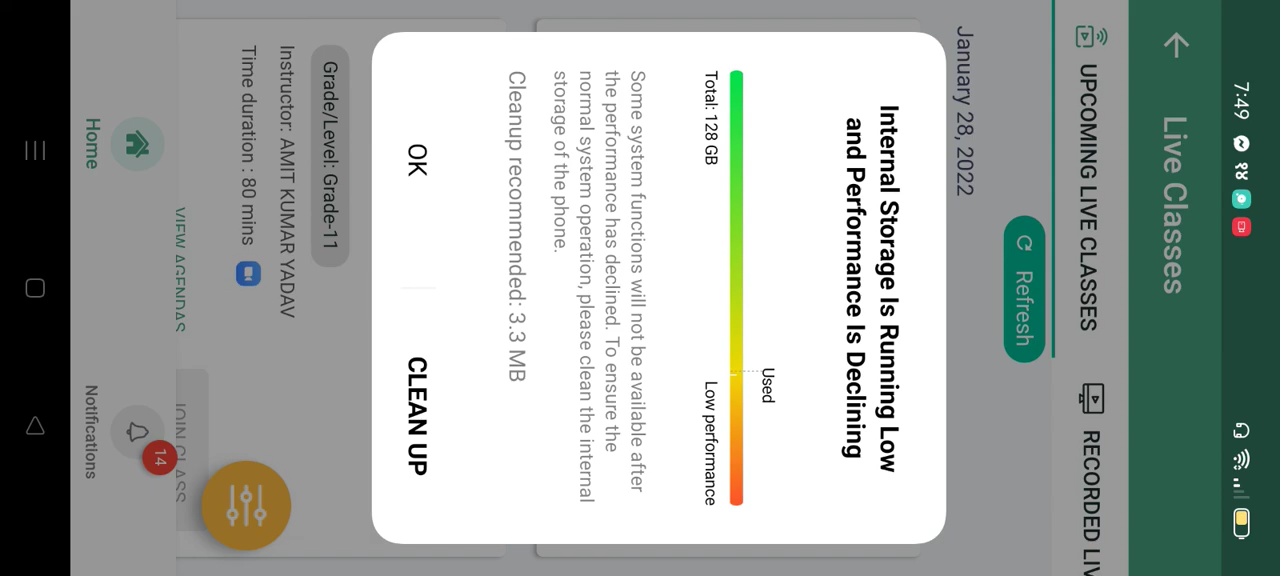 7:49
Live Classes
UPCOMING LIVE CLASSES
RECORDED LIV
Refresh
January 28, 2022
Internal Storage Is Running Low
and Performance Is Declining
Used
Total: 128 GB
Low performance
Some system functions will not be available after
the performance has declined. To ensure the
normal system operation, please clean the internal
storage of the phone.
Cleanup recommended: 3.3 MB
OK
CLEAN UP
Grade/Level: Grade-11
Instructor: AMIT KUMAR YADAV
Time duration : 80 mins
VIEW AGENDAS
JOIN CLASS
14
Home
Notifications